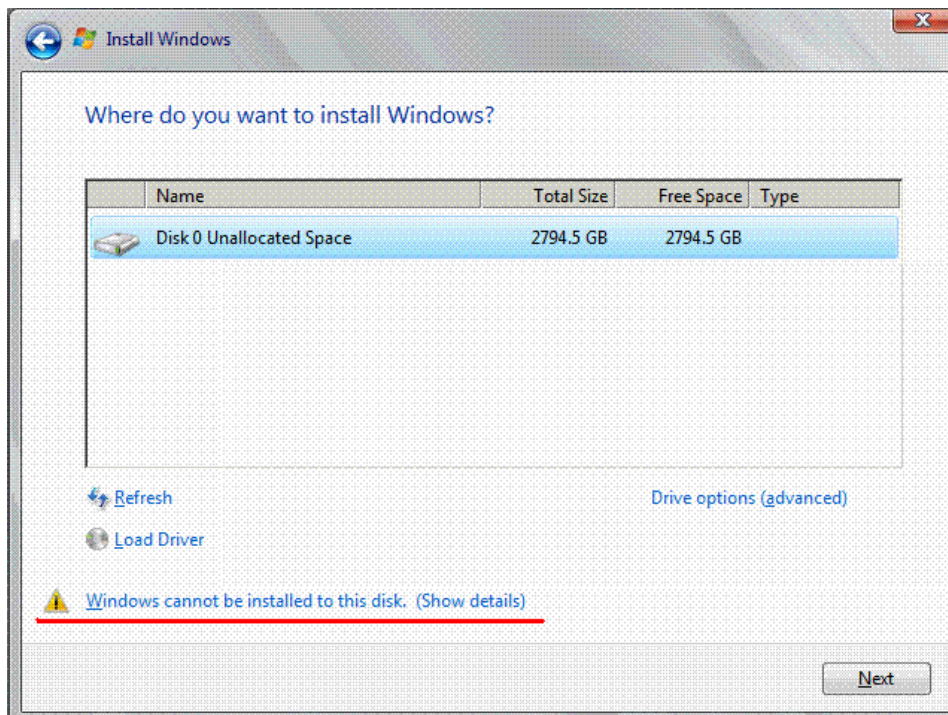 Install Windows
Where do you want to install Windows?
Name Total Size Free Space Type
Disk 0 Unallocated Space 2794.5 GB 2794.5 GB
Refresh Drive options (advanced)
Load Driver
Windows cannot be installed to this disk. (Show details)
Next